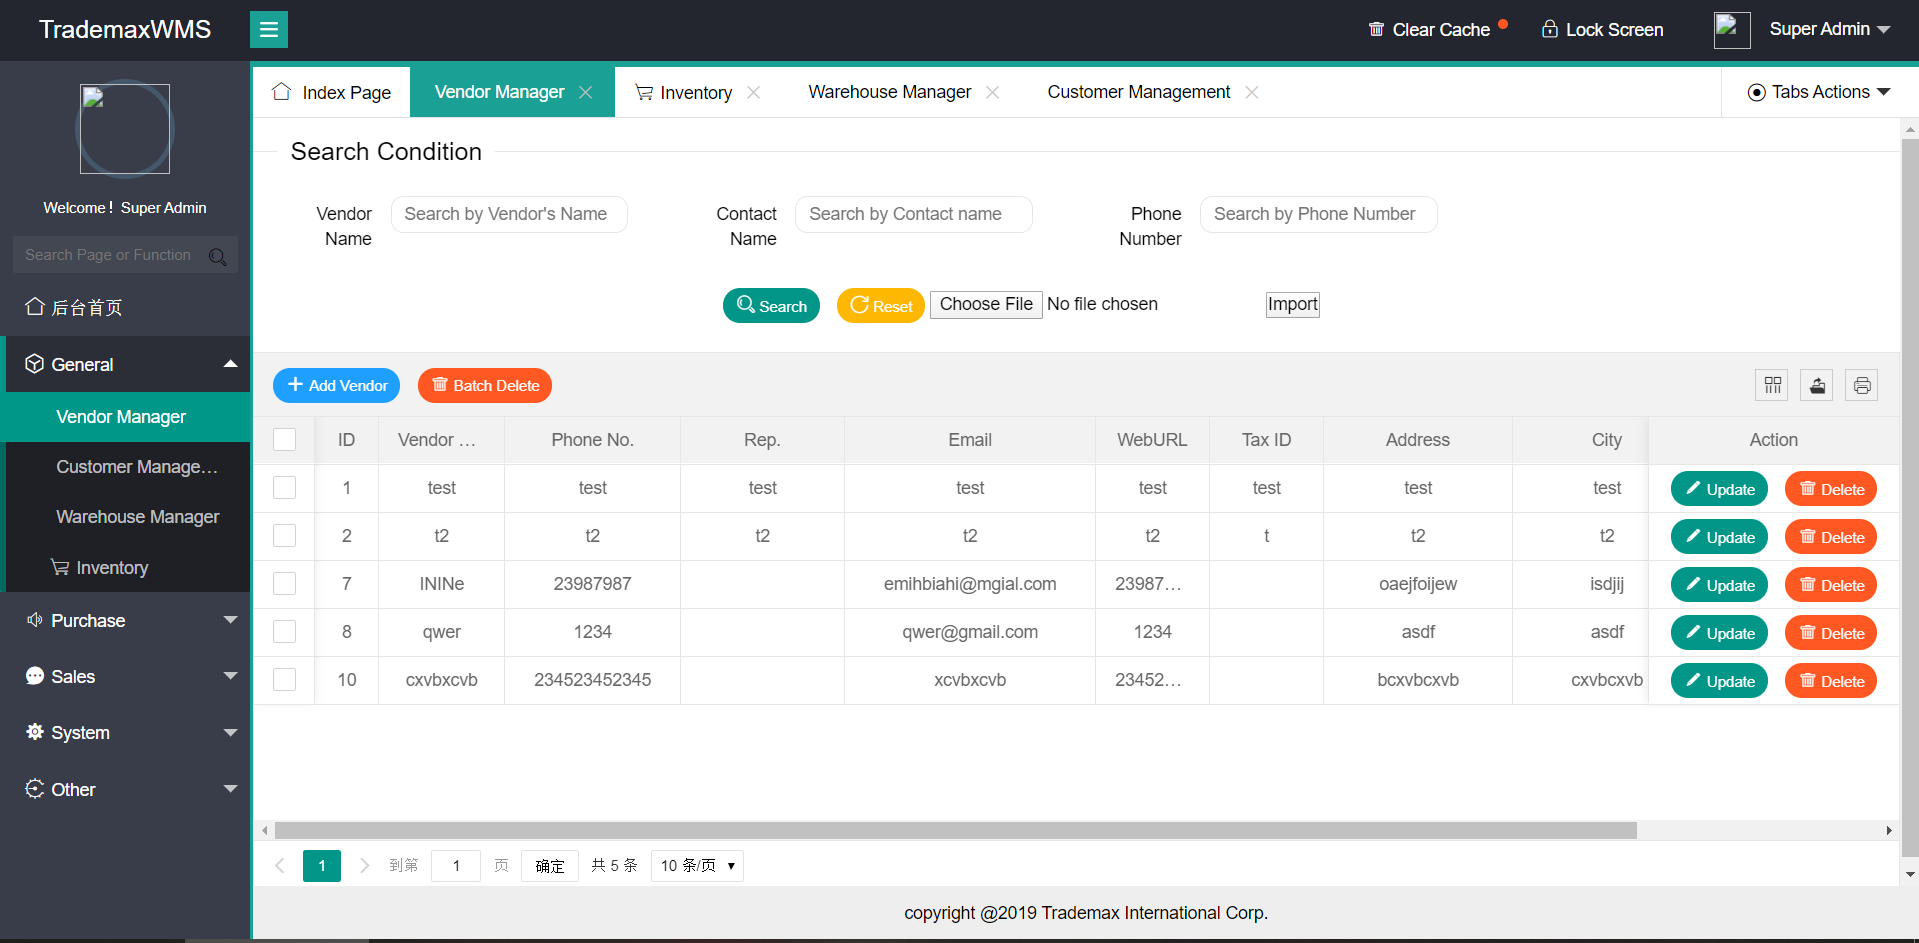 TrademaxWMS
Clear Cache
Lock Screen
Super Admin
Index Page
Vendor Manager
Inventory
Warehouse Manager
Customer Management
Tabs Actions
Welcome！Super Admin
Search Page or Function
后台首页
General
Vendor Manager
Customer Manage...
Warehouse Manager
Inventory
Purchase
Sales
System
Other
Search Condition
Vendor Name
Search by Vendor's Name
Contact Name
Search by Contact name
Phone Number
Search by Phone Number
Search
Reset
Choose File No file chosen
Import
Add Vendor
Batch Delete
ID Vendor ... Phone No. Rep. Email WebURL Tax ID Address City Action
1 test test test test test test test test Update Delete
2 t2 t2 t2 t2 t2 t t2 t2 Update Delete
7 ININe 23987987 emihbiahi@mgial.com 23987... oaejfoijew isdjij Update Delete
8 qwer 1234 qwer@gmail.com 1234 asdf asdf Update Delete
10 cxvbxcvb 234523452345 xcvbxcvb 23452... bcxvbcxvb cxvbcxvb Update Delete
1 到第 1 页 确定 共 5 条 10 条/页
copyright @2019 Trademax International Corp.